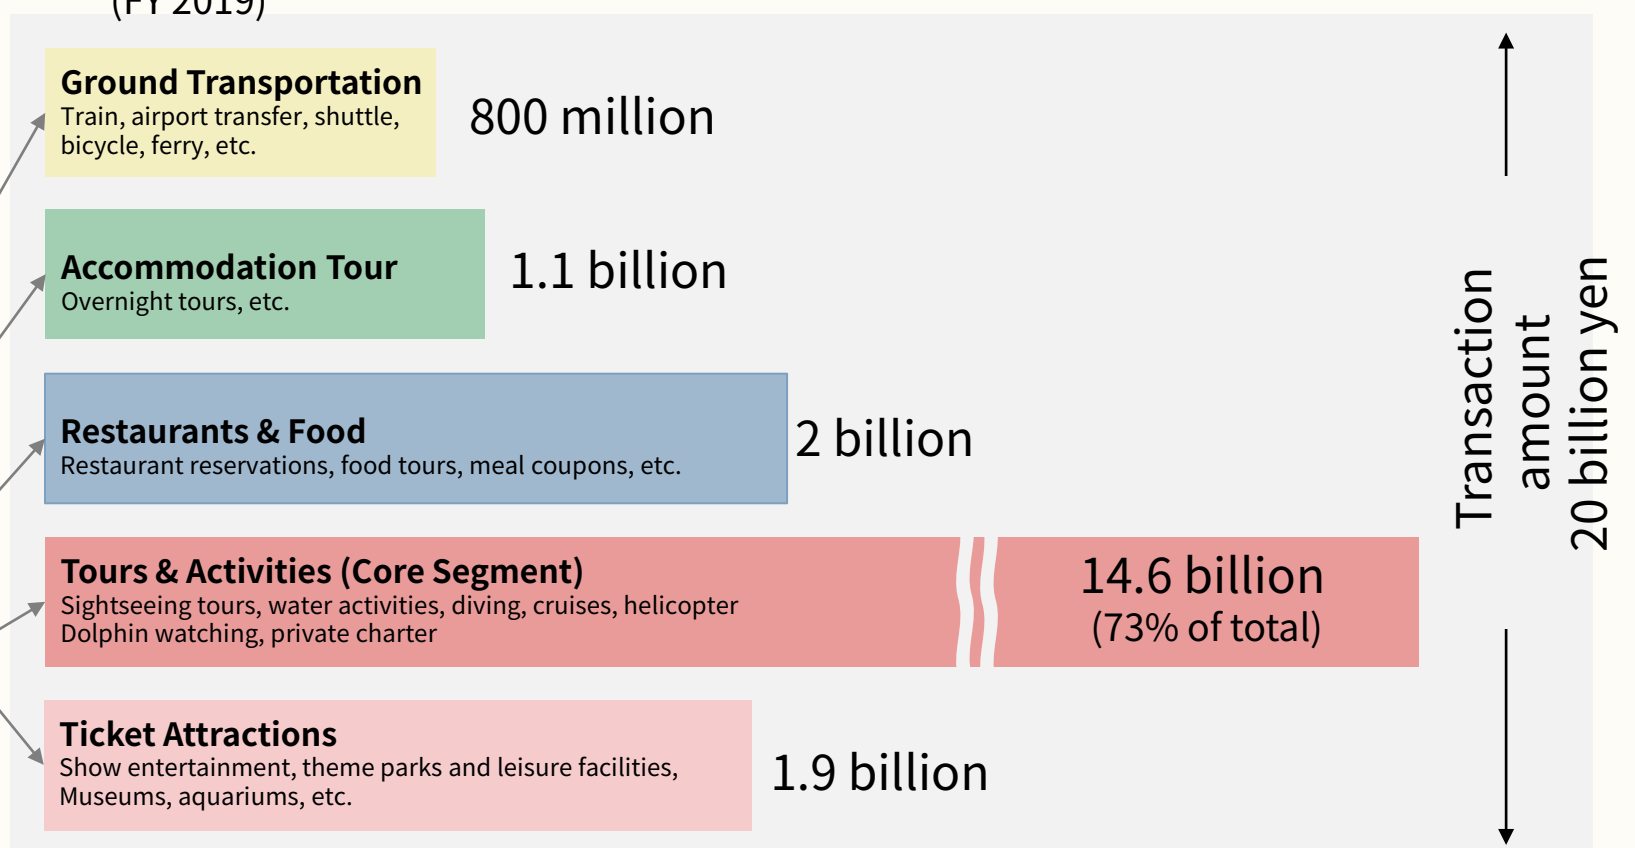 (FY 2019)
Ground Transportation
Train, airport transfer, shuttle,
bicycle, ferry, etc.
800 million
Accommodation Tour
Overnight tours, etc.
1.1 billion
Restaurants & Food
Restaurant reservations, food tours, meal coupons, etc.
2 billion
Tours & Activities (Core Segment)
Sightseeing tours, water activities, diving, cruises, helicopter
Dolphin watching, private charter
14.6 billion
(73% of total)
Ticket Attractions
Show entertainment, theme parks and leisure facilities,
Museums, aquariums, etc.
1.9 billion
Transaction
amount
20 billion yen